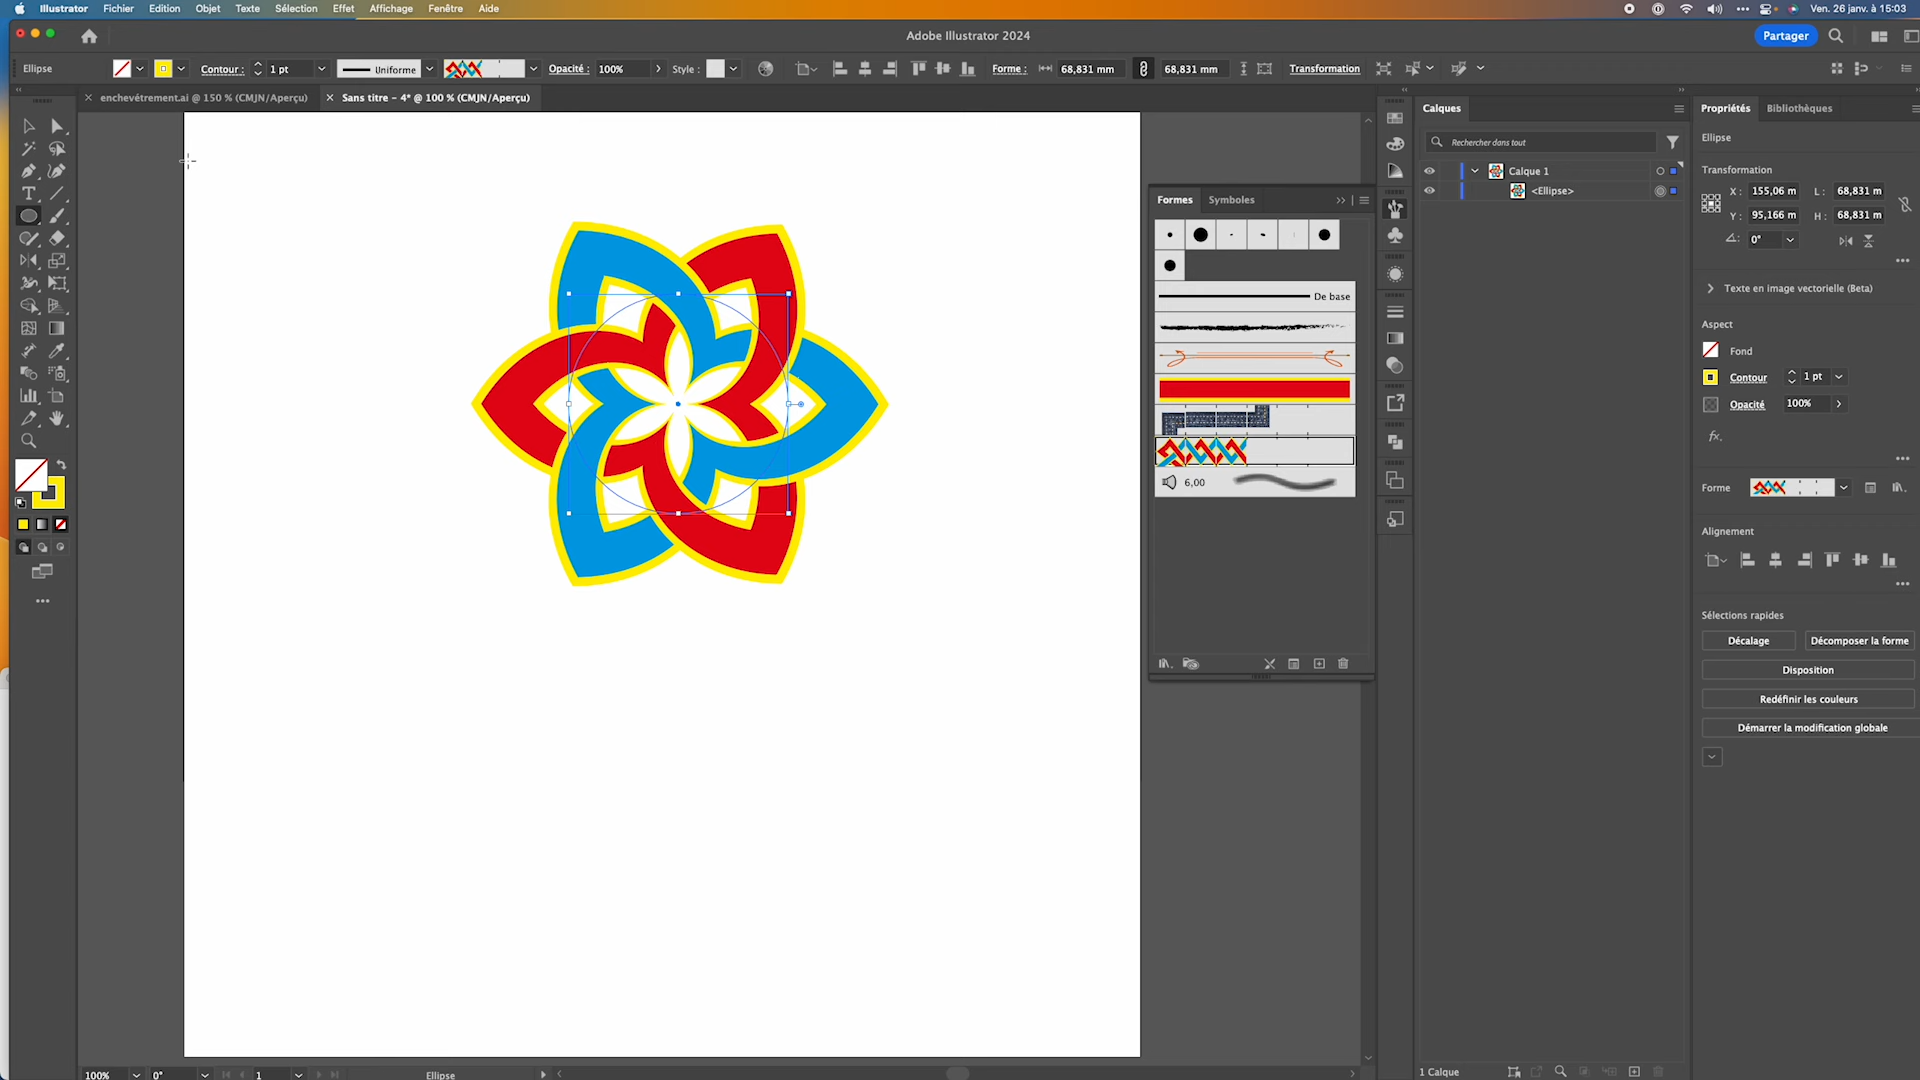 Illustrator Fichier Edition Objet Texte Sélection Effet Affichage Fenêtre Aide Ven. 26 janv. à 15:03
Adobe Illustrator 2024 Partager
Ellipse Contour : 1 pt Uniforme Opacité : 100% Style : Forme : 68,831 mm 68,831 mm Transformation
enchevêtrement.ai @ 150 % (CMJN/Aperçu) Sans titre - 4* @ 100 % (CMJN/Aperçu)
Calques
Rechercher dans tout
Calque 1
<Ellipse>
Formes Symboles
De base
6,00
Propriétés Bibliothèques
Ellipse
Transformation
X : 155,06 m L : 68,831 m
Y : 95,166 m H : 68,831 m
0°
Texte en image vectorielle (Beta)
Aspect
Fond
Contour 1 pt
Opacité 100%
fx
Forme
Alignement
Sélections rapides
Décalage Décomposer la forme
Disposition
Redéfinir les couleurs
Démarrer la modification globale
100% 0° 1 Ellipse
1 Calque